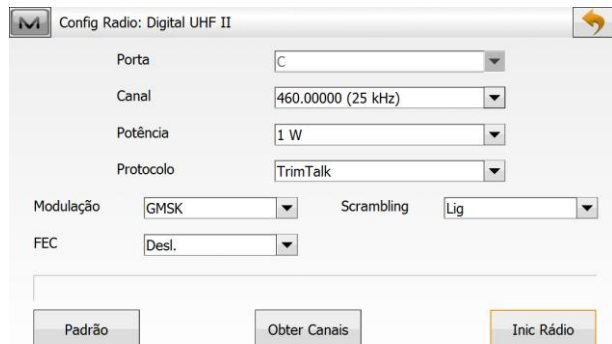 Config Radio: Digital UHF II
Porta C
Canal 460.00000 (25 kHz)
Potência 1 W
Protocolo TrimTalk
Modulação GMSK Scrambling Lig
FEC Desl.
Padrão Obter Canais Inic Rádio